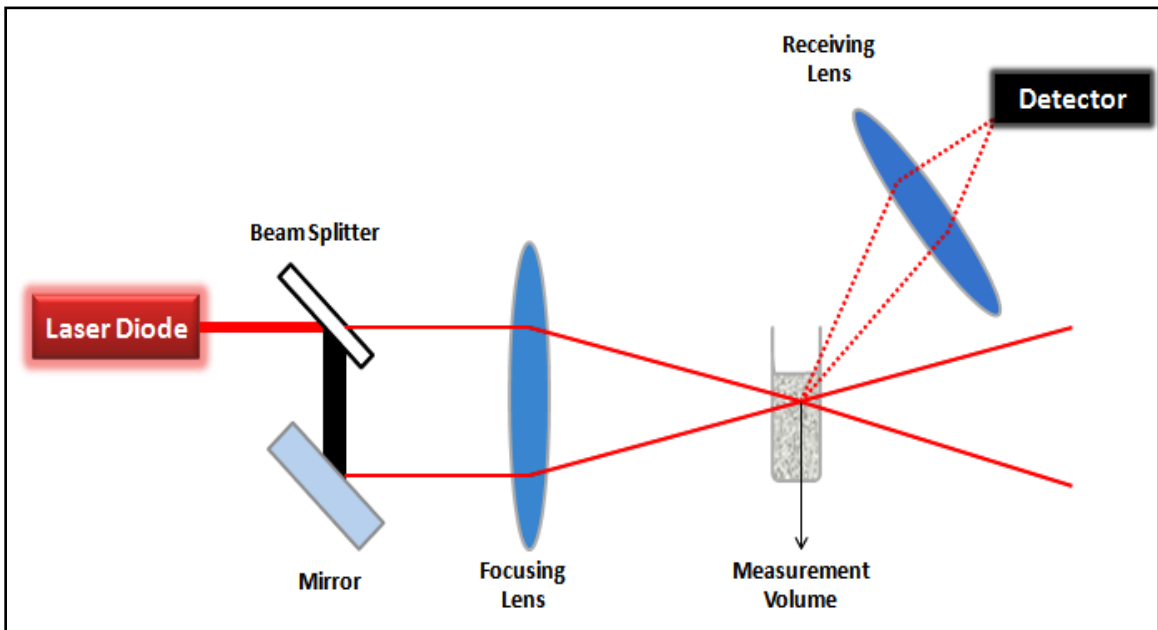 Receiving
Lens
Detector
Beam Splitter
Laser Diode
Mirror
Focusing
Lens
Measurement
Volume